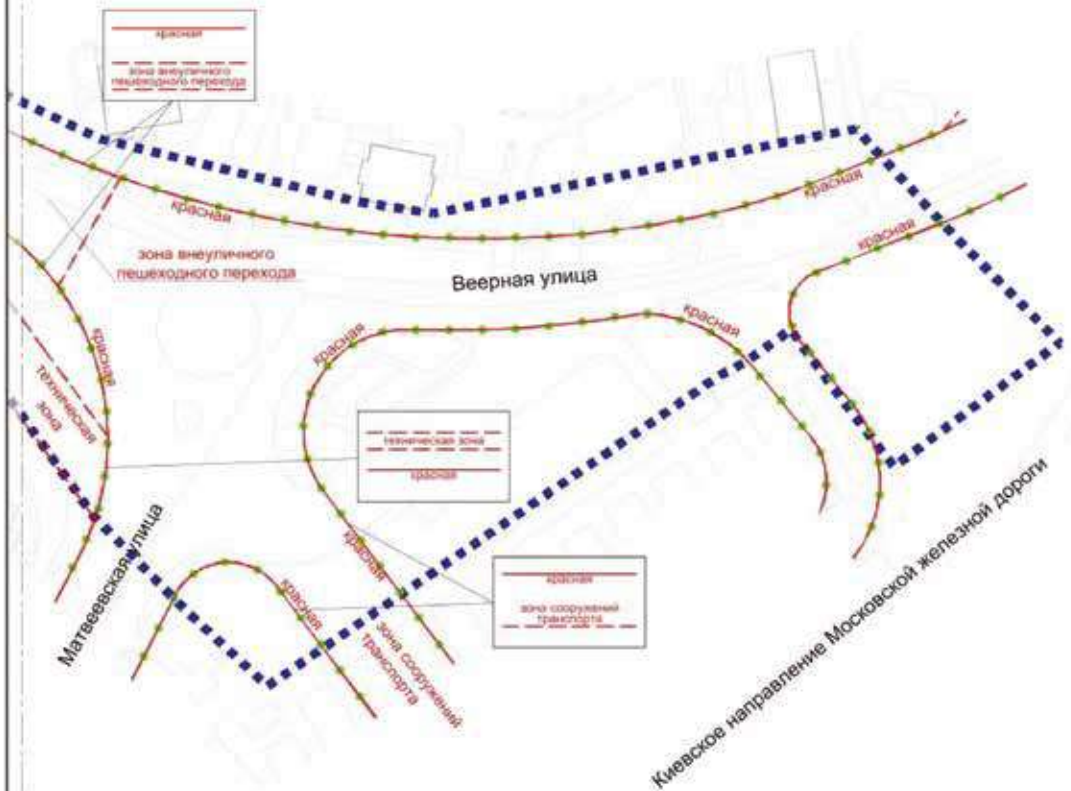 красная
зона внеуличного
пешеходного перехода
красная
красная
красная
зона внеуличного
пешеходного перехода
Веерная улица
красная
красная
красная
техническая
зона
техническая зона
красная
Матвеевская улица
красная
красная
красная
зона сооружений
транспорта
зона сооружений
транспорта
Киевское направление Московской железной дороги